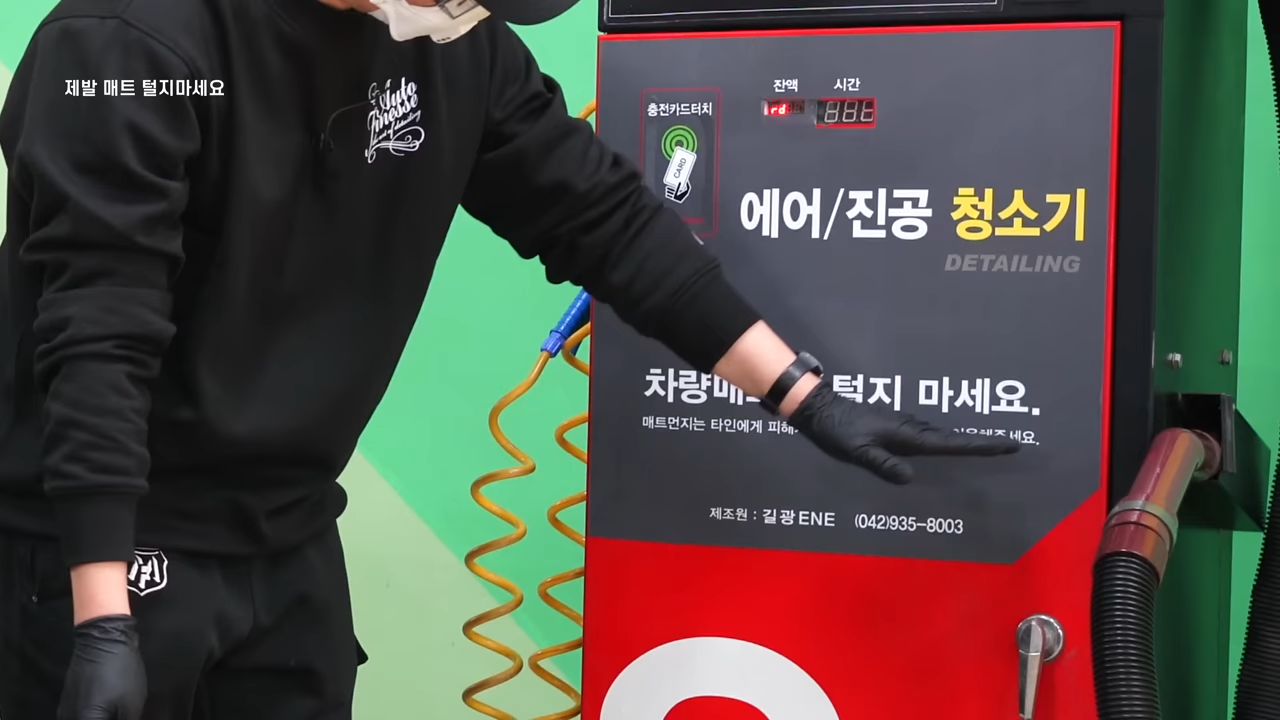 제발 매트 털지마세요
Auto
Finesse
잔액 시간
충전카드터치
CARD
에어/진공 청소기
DETAILING
차량매 털지 마세요.
매트먼지는 타인에게 피해
제조원 : 길광ENE (042)935-8003